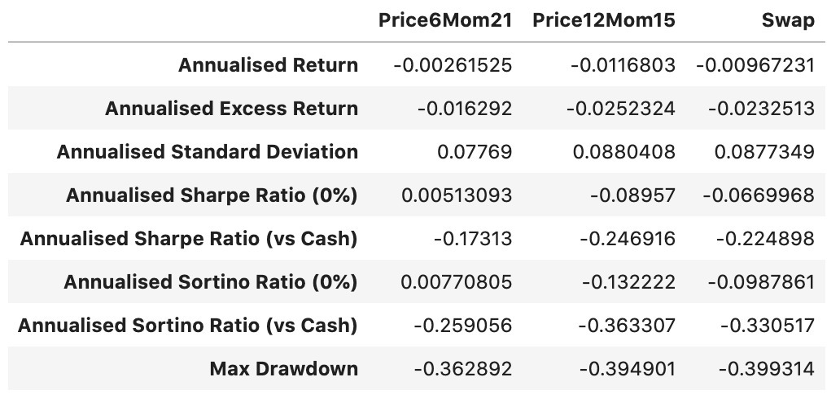 Price6Mom21 Price12Mom15 Swap
Annualised Return -0.00261525 -0.0116803 -0.00967231
Annualised Excess Return -0.016292 -0.0252324 -0.0232513
Annualised Standard Deviation 0.07769 0.0880408 0.0877349
Annualised Sharpe Ratio (0%) 0.00513093 -0.08957 -0.0669968
Annualised Sharpe Ratio (vs Cash) -0.17313 -0.246916 -0.224898
Annualised Sortino Ratio (0%) 0.00770805 -0.132222 -0.0987861
Annualised Sortino Ratio (vs Cash) -0.259056 -0.363307 -0.330517
Max Drawdown -0.362892 -0.394901 -0.399314